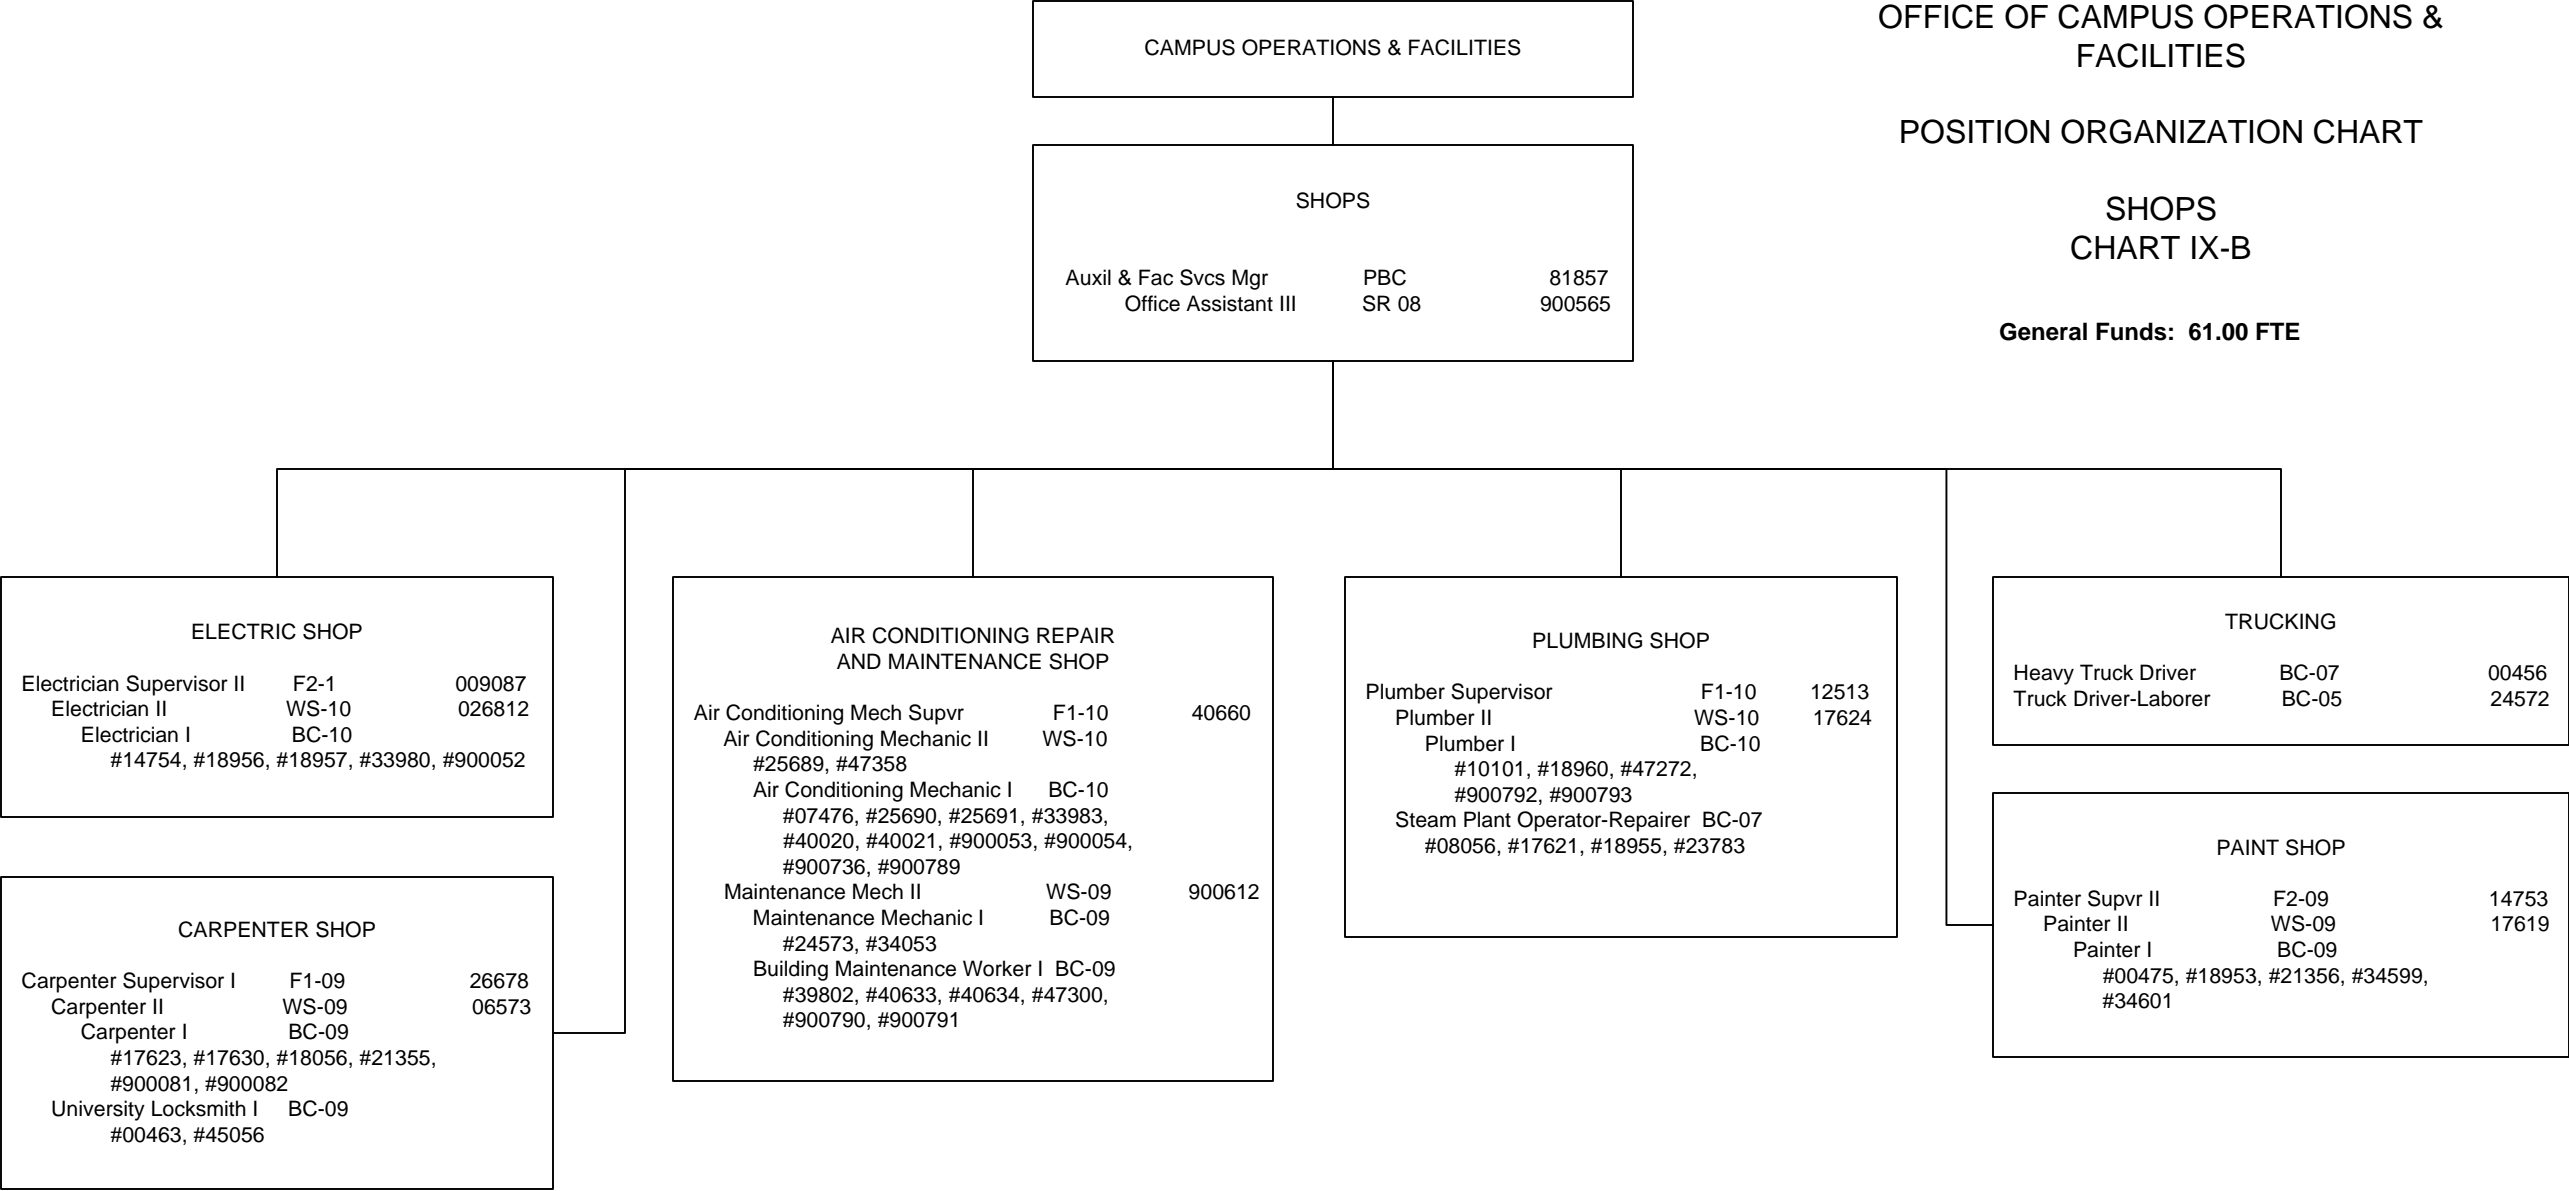 OFFICE OF CAMPUS OPERATIONS &
FACILITIES
POSITION ORGANIZATION CHART
SHOPS
CHART IX-B
General Funds: 61.00 FTE
CAMPUS OPERATIONS & FACILITIES
SHOPS
Auxil & Fac Svcs Mgr PBC 81857
Office Assistant III SR 08 900565
ELECTRIC SHOP
Electrician Supervisor II F2-1 009087
Electrician II WS-10 026812
Electrician I BC-10
#14754, #18956, #18957, #33980, #900052
CARPENTER SHOP
Carpenter Supervisor I F1-09 26678
Carpenter II WS-09 06573
Carpenter I BC-09
#17623, #17630, #18056, #21355,
#900081, #900082
University Locksmith I BC-09
#00463, #45056
AIR CONDITIONING REPAIR
AND MAINTENANCE SHOP
Air Conditioning Mech Supvr F1-10 40660
Air Conditioning Mechanic II WS-10
#25689, #47358
Air Conditioning Mechanic I BC-10
#07476, #25690, #25691, #33983,
#40020, #40021, #900053, #900054,
#900736, #900789
Maintenance Mech II WS-09 900612
Maintenance Mechanic I BC-09
#24573, #34053
Building Maintenance Worker I BC-09
#39802, #40633, #40634, #47300,
#900790, #900791
PLUMBING SHOP
Plumber Supervisor F1-10 12513
Plumber II WS-10 17624
Plumber I BC-10
#10101, #18960, #47272,
#900792, #900793
Steam Plant Operator-Repairer BC-07
#08056, #17621, #18955, #23783
TRUCKING
Heavy Truck Driver BC-07 00456
Truck Driver-Laborer BC-05 24572
PAINT SHOP
Painter Supvr II F2-09 14753
Painter II WS-09 17619
Painter I BC-09
#00475, #18953, #21356, #34599,
#34601